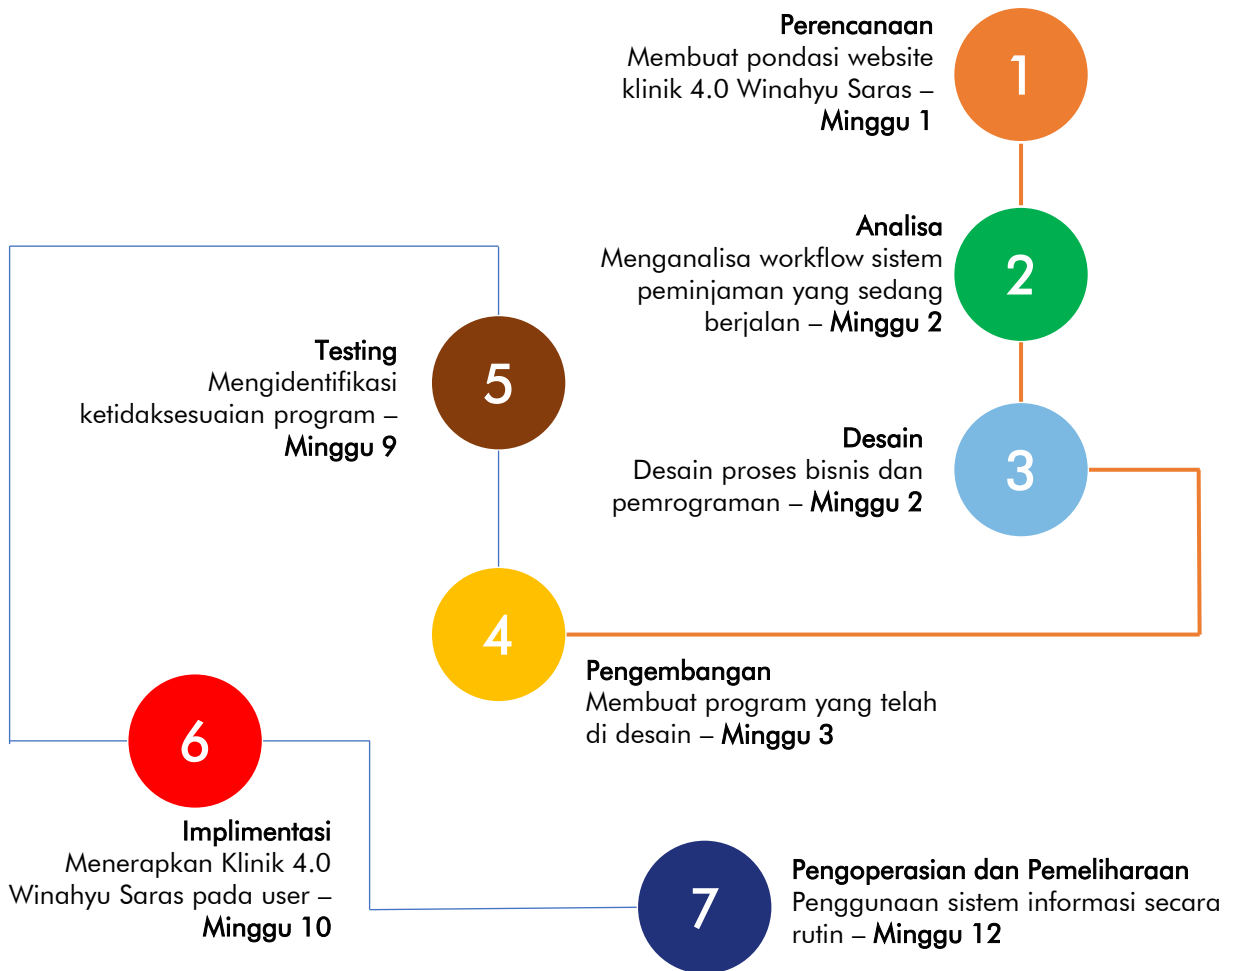 Perencanaan
Membuat pondasi website
klinik 4.0 Winahyu Saras –
Minggu 1
1
Analisa
Menganalisa workflow sistem
peminjaman yang sedang
berjalan – Minggu 2
2
Desain
Desain proses bisnis dan
pemrograman – Minggu 2
3
4
Pengembangan
Membuat program yang telah
di desain – Minggu 3
Testing
Mengidentifikasi
ketidaksesuaian program –
Minggu 9
5
6
Implimentasi
Menerapkan Klinik 4.0
Winahyu Saras pada user –
Minggu 10
7
Pengoperasian dan Pemeliharaan
Penggunaan sistem informasi secara
rutin – Minggu 12